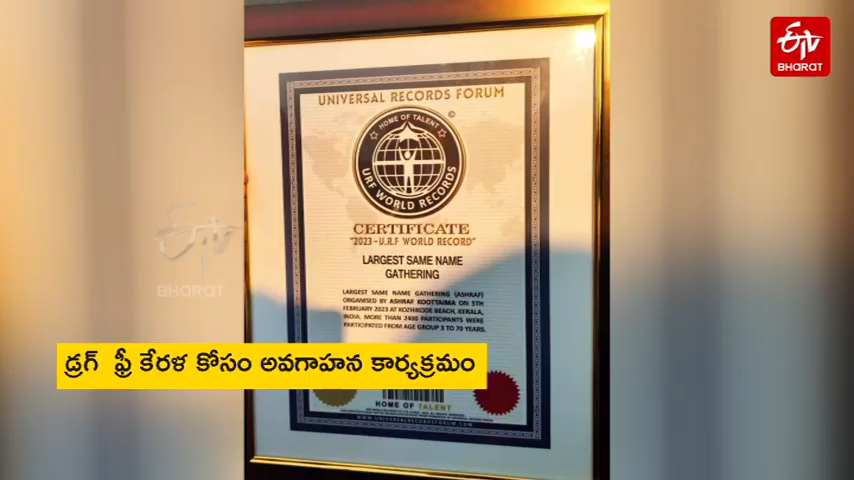 ETV
BHARAT
UNIVERSAL RECORDS FORUM
HOME OF TALENT
©
URF WORLD RECORDS
CERTIFICATE
"2023 - U.R.F WORLD RECORD"
LARGEST SAME NAME
GATHERING
LARGEST SAME NAME GATHERING (ASHRAF)
ORGANISED BY ASHRAF KOOTTAIMA ON 5TH
FEBRUARY 2023 AT KOZHIKODE BEACH, KERALA,
INDIA. MORE THAN 2400 PARTICIPANTS WERE
PARTICIPATED FROM AGE GROUP 3 TO 70 YEARS.
ETV
BHARAT
డ్రగ్ ఫ్రీ కేరళ కోసం అవగాహన కార్యక్రమం
HOME OF TALENT
WWW.UNIVERSALRECORDSFORUM.COM